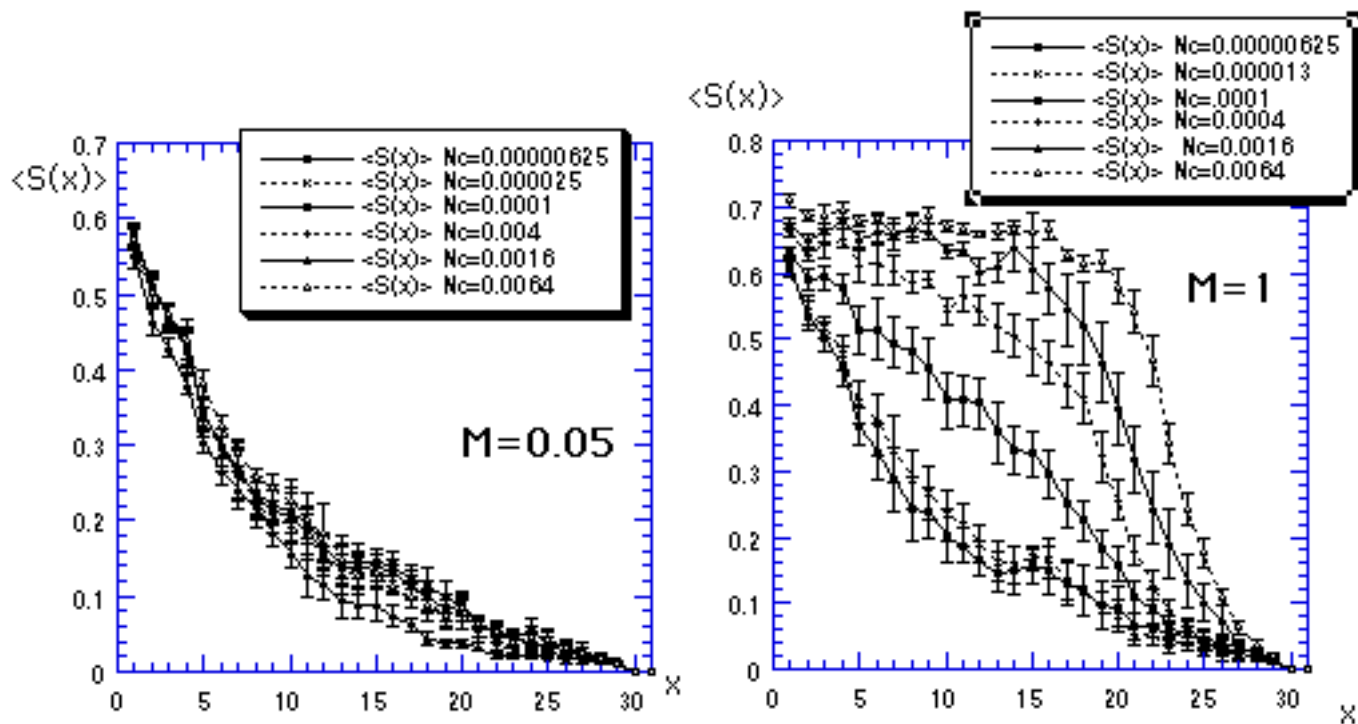 <S(x)> Nc=0.00000625
<S(x)> Nc=0.000025
<S(x)> Nc=0.0001
<S(x)> Nc=0.004
<S(x)> Nc=0.0016
<S(x)> Nc=0.0064
<S(x)>
0.7
0.6
0.5
0.4
0.3
0.2
0.1
0
M=0.05
0 5 10 15 20 25 30
x
<S(x)> Nc=0.00000625
<S(x)> Nc=0.000013
<S(x)> Nc=.0001
<S(x)> Nc=0.0004
<S(x)> Nc=0.0016
<S(x)> Nc=0.0064
<S(x)>
0.8
0.7
0.6
0.5
0.4
0.3
0.2
0.1
0
M=1
0 5 10 15 20 25 30
x